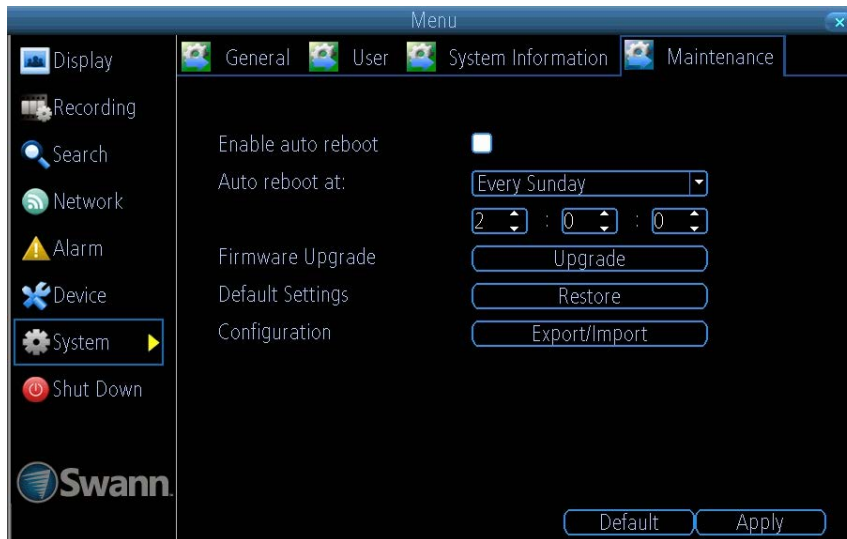 Menu
General User System Information Maintenance
Display
Recording
Search
Network
Alarm
Device
System
Shut Down
Enable auto reboot
Auto reboot at: Every Sunday
2 : 0 : 0
Firmware Upgrade Upgrade
Default Settings Restore
Configuration Export/Import
Swann.
Default Apply